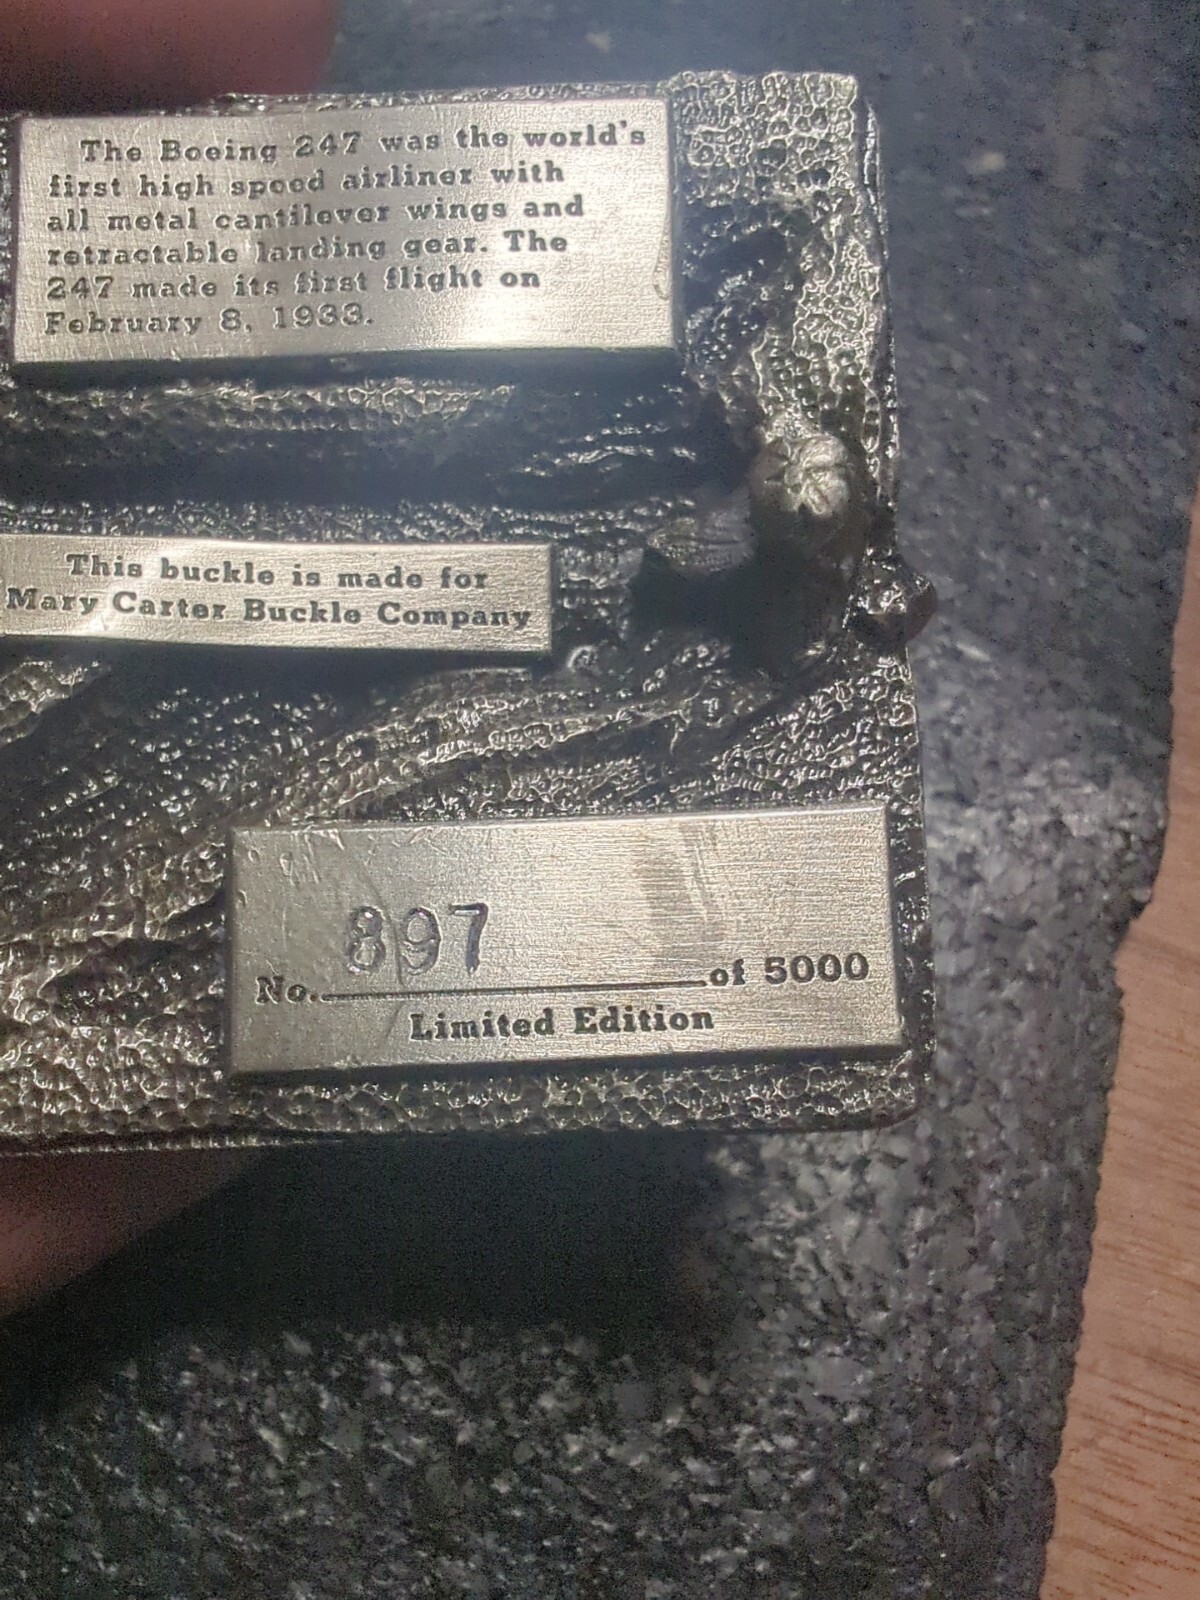 The Boeing 247 was the world's
first high speed airliner with
all metal cantilever wings and
retractable landing gear. The
247 made its first flight on
February 8, 1933.
This buckle is made for
Mary Carter Buckle Company
No. 897 of 5000
Limited Edition